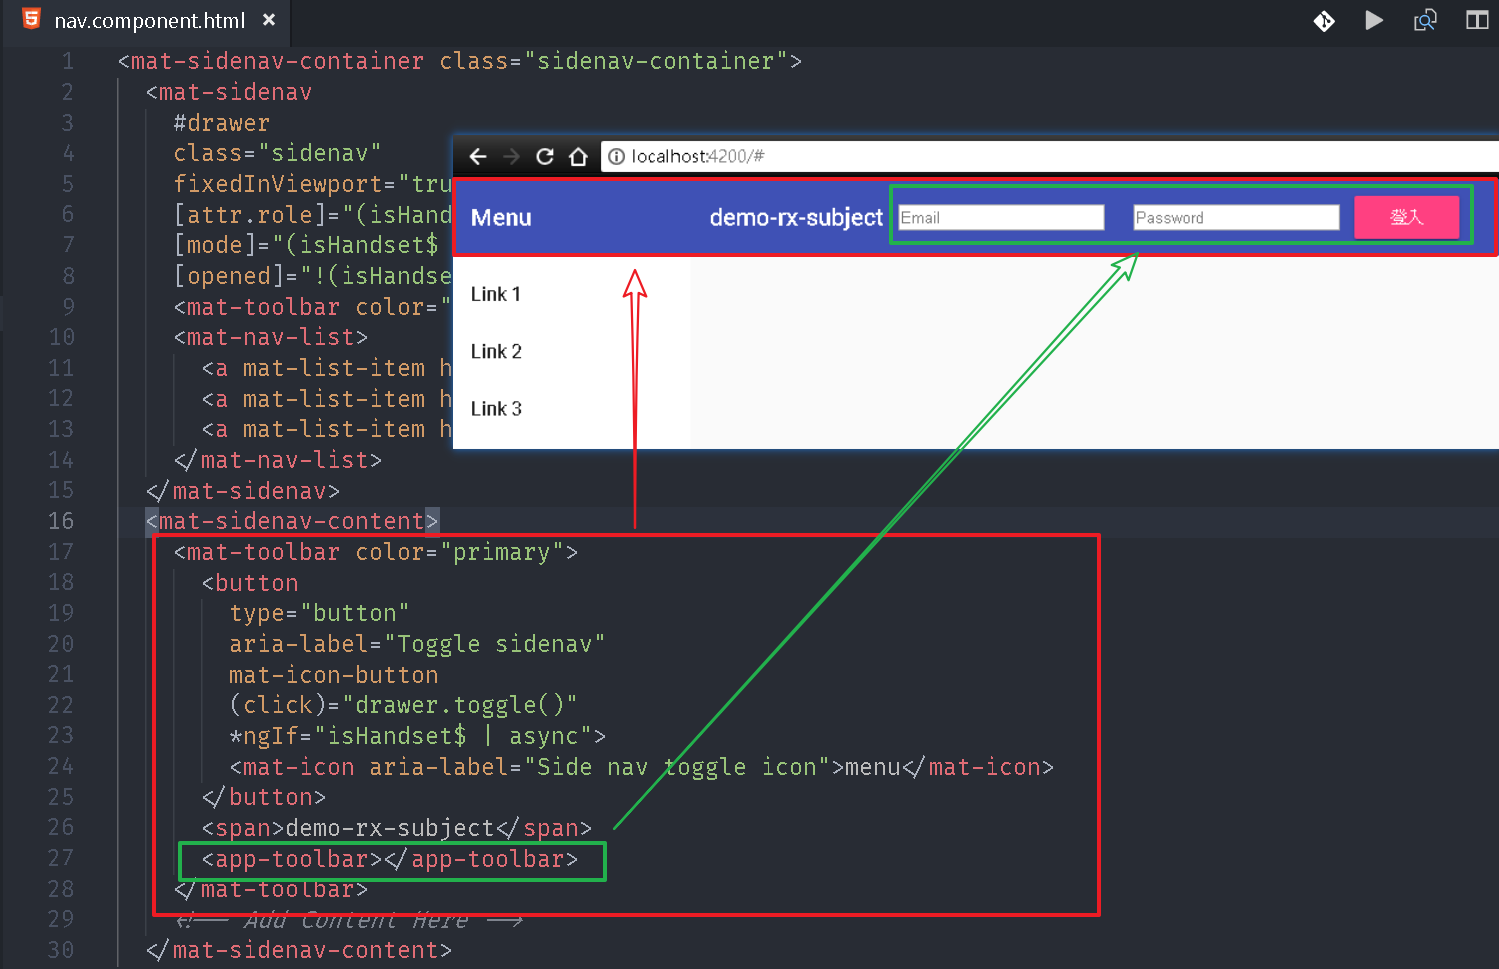 nav.component.html ×
1 <mat-sidenav-container class="sidenav-container">
2 <mat-sidenav
3 #drawer
4 class="sidenav"
5 fixedInViewport="tru
6 [attr.role]="(isHand
7 [mode]="(isHandset$
8 [opened]="!(isHandse
9 <mat-toolbar color="
10 <mat-nav-list>
11 <a mat-list-item h
12 <a mat-list-item h
13 <a mat-list-item h
14 </mat-nav-list>
15 </mat-sidenav>
16 <mat-sidenav-content>
17 <mat-toolbar color="primary">
18 <button
19 type="button"
20 aria-label="Toggle sidenav"
21 mat-icon-button
22 (click)="drawer.toggle()"
23 *ngIf="isHandset$ | async">
24 <mat-icon aria-label="Side nav toggle icon">menu</mat-icon>
25 </button>
26 <span>demo-rx-subject</span>
27 <app-toolbar></app-toolbar>
28 </mat-toolbar>
29 <!-- Add Content Here -->
30 </mat-sidenav-content>
localhost:4200/#
Menu demo-rx-subject Email Password 登入
Link 1
Link 2
Link 3